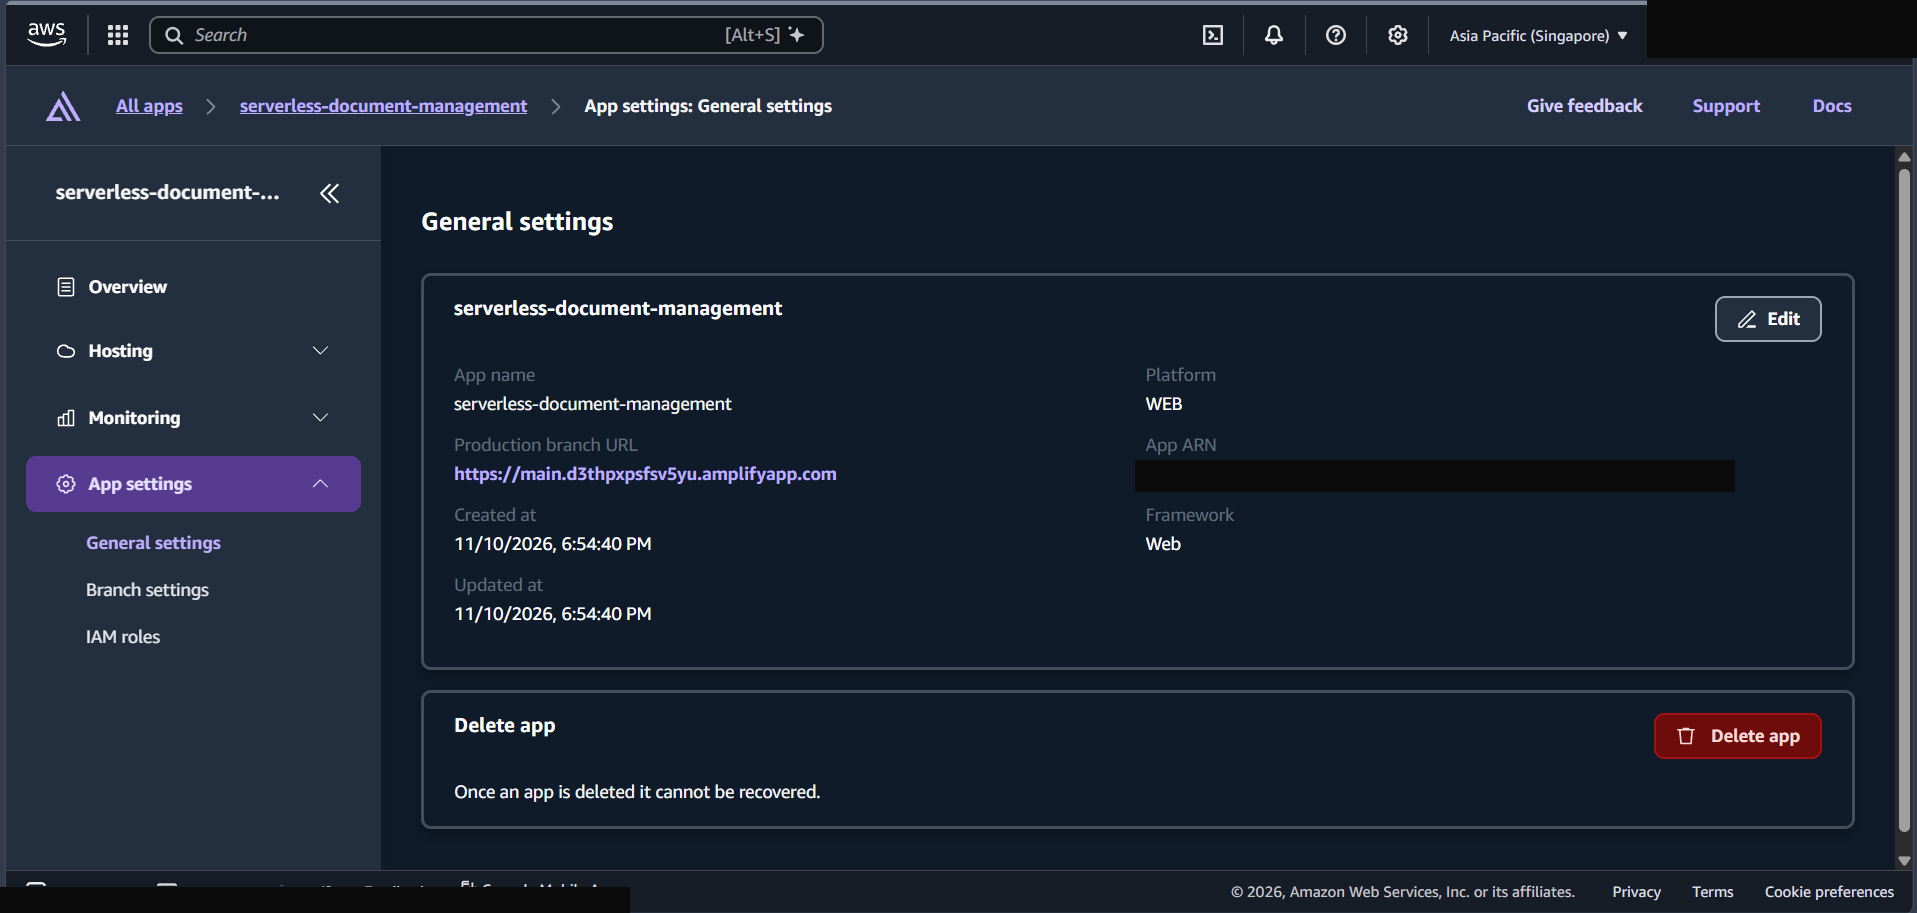 aws
Search [Alt+S]
Asia Pacific (Singapore)
All apps
serverless-document-management
App settings: General settings
Give feedback
Support
Docs
serverless-document-...
Overview
Hosting
Monitoring
App settings
General settings
Branch settings
IAM roles
General settings
serverless-document-management
Edit
App name
serverless-document-management
Platform
WEB
Production branch URL
https://main.d3thpxpsfsv5yu.amplifyapp.com
App ARN
Created at
11/10/2026, 6:54:40 PM
Framework
Web
Updated at
11/10/2026, 6:54:40 PM
Delete app
Delete app
Once an app is deleted it cannot be recovered.
© 2026, Amazon Web Services, Inc. or its affiliates.
Privacy
Terms
Cookie preferences